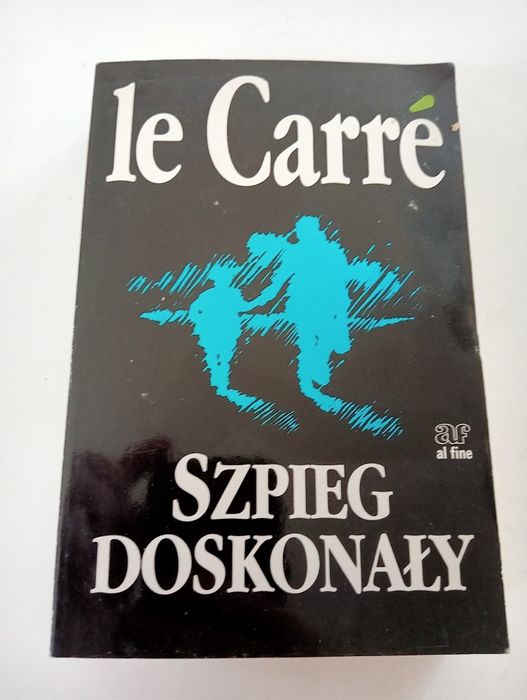 le Carré
af
al fine
SZPIEG
DOSKONAŁY